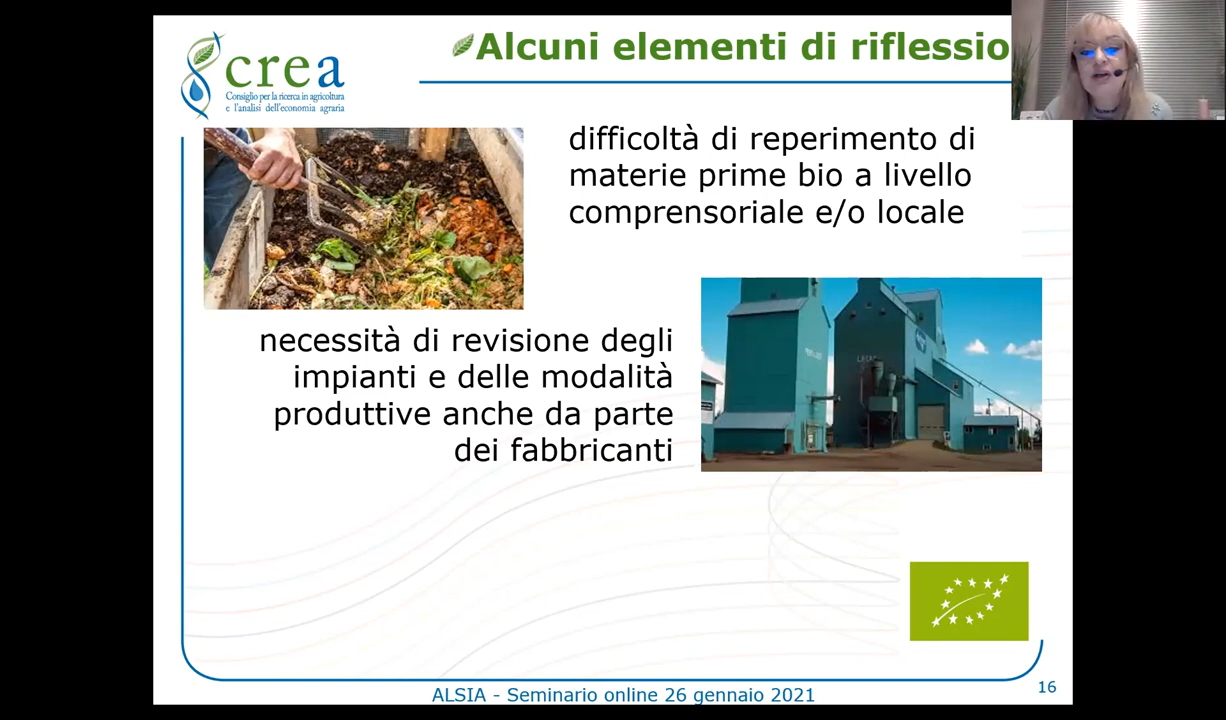 Alcuni elementi di riflessio
crea
Consiglio per la ricerca in agricoltura
e l'analisi dell'economia agraria
difficoltà di reperimento di
materie prime bio a livello
comprensoriale e/o locale
necessità di revisione degli
impianti e delle modalità
produttive anche da parte
dei fabbricanti
ALSIA - Seminario online 26 gennaio 2021
16